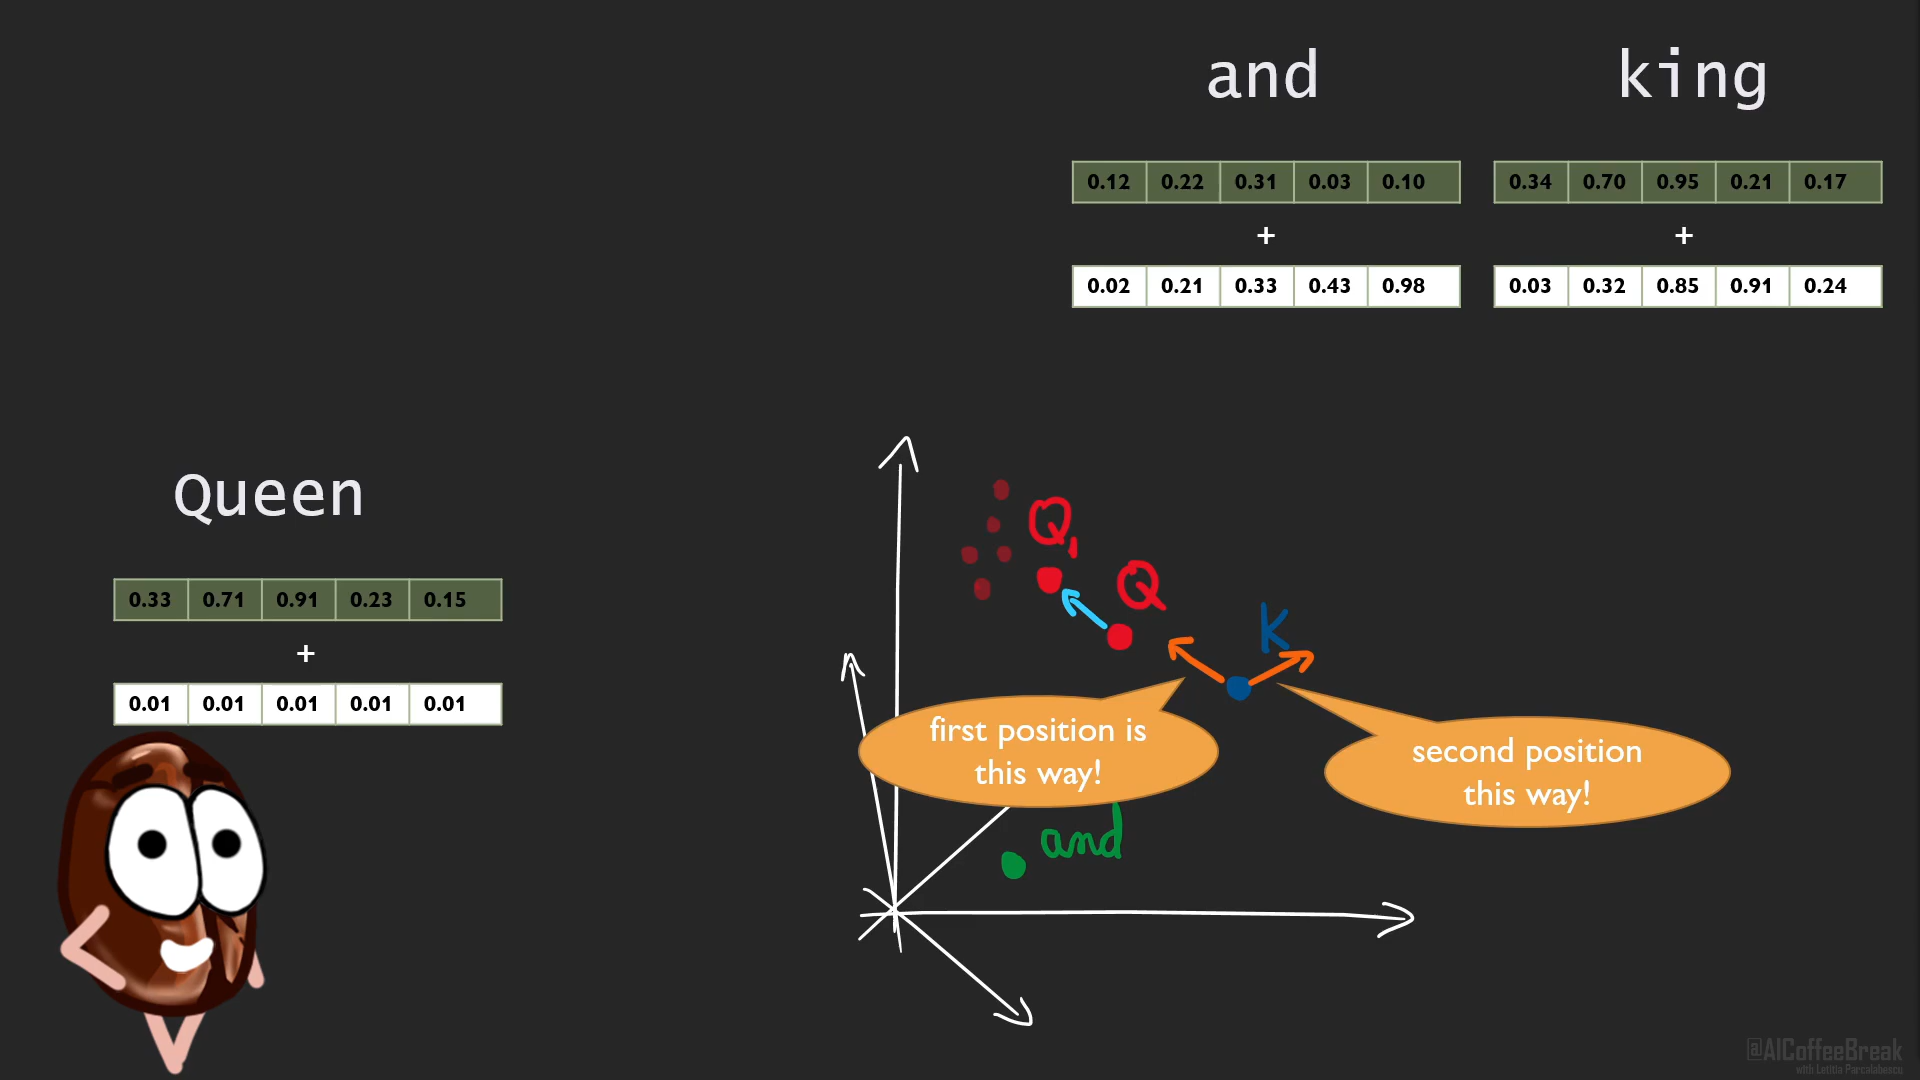 and
king
0.12 0.22 0.31 0.03 0.10
0.34 0.70 0.95 0.21 0.17
+
+
0.02 0.21 0.33 0.43 0.98
0.03 0.32 0.85 0.91 0.24
Queen
0.33 0.71 0.91 0.23 0.15
+
0.01 0.01 0.01 0.01 0.01
Q1
Q
K
first position is
this way!
second position
this way!
and
@AICoffeeBreak
with Letitia Parcalabescu